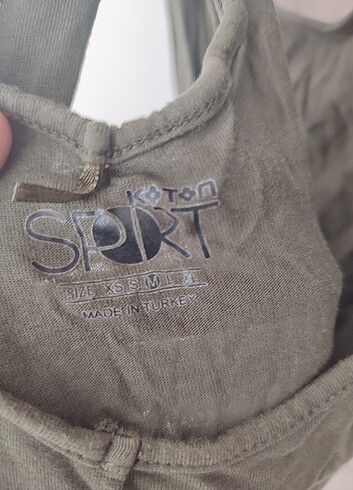 KOTON
SPORT
SIZE XS S M L XL
MADE IN TURKEY